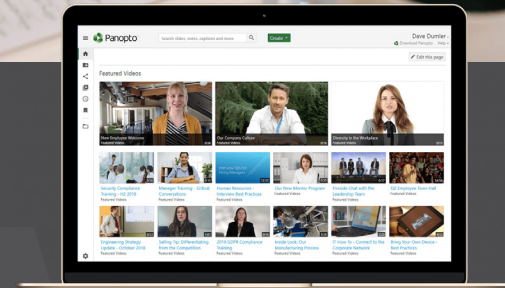 Panopto
Search slides, notes, captions and more
Create
Dave Dumler
Download Panopto Help
Edit this page
Featured Videos
New Employee Welcome
Featured Videos
Our Company Culture
Featured Videos
Diversity in the Workplace
Featured Videos
Security Compliance
Training - H2 2018
Featured Videos
Manager Training - Critical
Conversations
Featured Videos
Human Resources -
Interview Best Practices
Featured Videos
Our New Mentor Program
Featured Videos
Fireside Chat with the
Leadership Team
Featured Videos
Q2 Employee Town Hall
Featured Videos
Engineering Strategy
Update - October 2018
Featured Videos
Selling Tip: Differentiating
from the Competition
Featured Videos
2018 GDPR Compliance
Training
Featured Videos
Inside Look: Our
Manufacturing Process
Featured Videos
IT How To - Connect to the
Corporate Network
Featured Videos
Bring Your Own Device -
Best Practices
Featured Videos